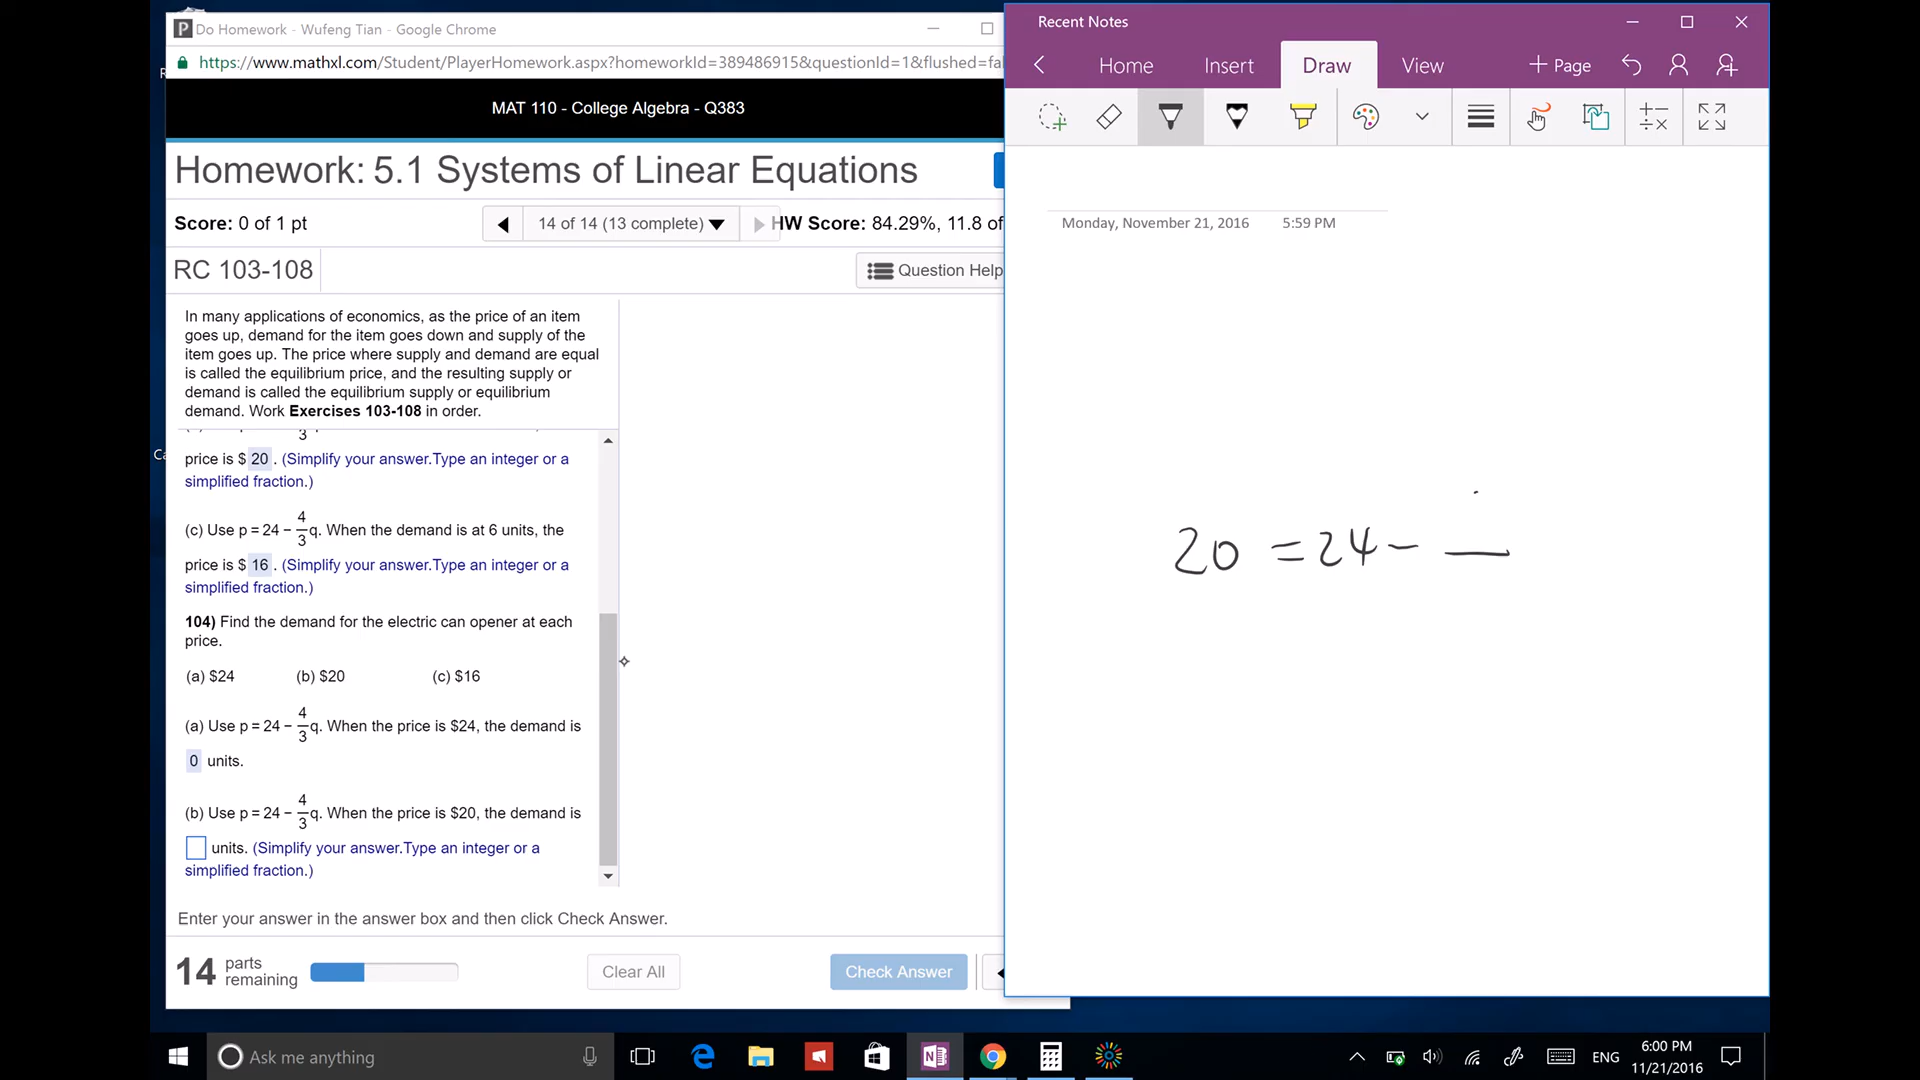 Do Homework - Wufeng Tian - Google Chrome
https://www.mathxl.com/Student/PlayerHomework.aspx?homeworkId=389486915&questionId=1&flushed=fal
MAT 110 - College Algebra - Q383
Homework: 5.1 Systems of Linear Equations
Score: 0 of 1 pt
14 of 14 (13 complete)
HW Score: 84.29%, 11.8 of
RC 103-108
Question Help
In many applications of economics, as the price of an item
goes up, demand for the item goes down and supply of the
item goes up. The price where supply and demand are equal
is called the equilibrium price, and the resulting supply or
demand is called the equilibrium supply or equilibrium
demand. Work Exercises 103-108 in order.
3
price is $ 20 . (Simplify your answer.Type an integer or a
simplified fraction.)
(c) Use p = 24 − 4/3 q. When the demand is at 6 units, the
price is $ 16 . (Simplify your answer.Type an integer or a
simplified fraction.)
104) Find the demand for the electric can opener at each
price.
(a) $24 (b) $20 (c) $16
(a) Use p = 24 − 4/3 q. When the price is $24, the demand is
0 units.
(b) Use p = 24 − 4/3 q. When the price is $20, the demand is
units. (Simplify your answer.Type an integer or a
simplified fraction.)
Enter your answer in the answer box and then click Check Answer.
14 parts
remaining
Clear All
Check Answer
Recent Notes
Home
Insert
Draw
View
+ Page
Monday, November 21, 2016 5:59 PM
20 = 24 −
Ask me anything
ENG
6:00 PM
11/21/2016